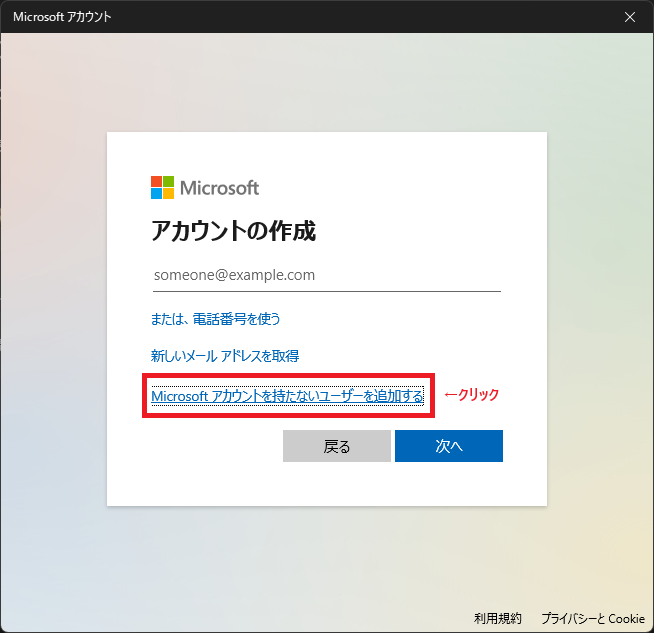 Microsoft アカウント
Microsoft
アカウントの作成
someone@example.com
または、電話番号を使う
新しいメール アドレスを取得
Microsoft アカウントを持たないユーザーを追加する
←クリック
戻る
次へ
利用規約
プライバシーと Cookie